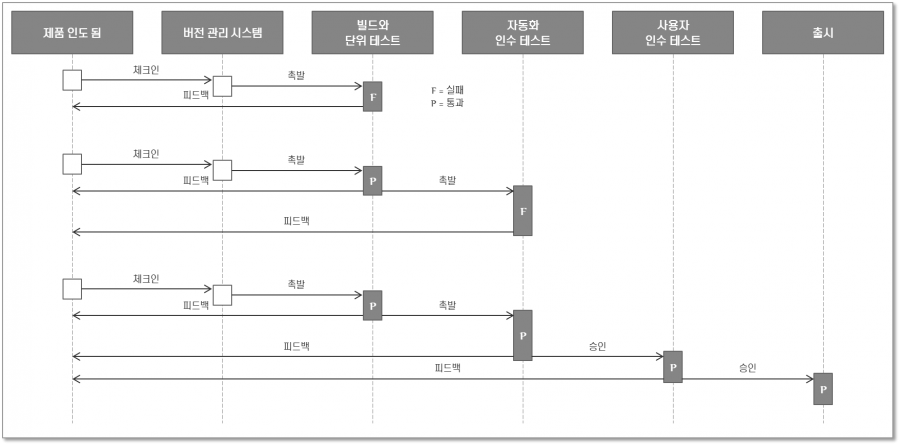 제품 인도 됨
버전 관리 시스템
빌드와
단위 테스트
자동화
인수 테스트
사용자
인수 테스트
출시
체크인
촉발
피드백
F
F = 실패
P = 통과
체크인
촉발
피드백
P
촉발
F
피드백
체크인
촉발
피드백
P
촉발
P
피드백
승인
피드백
P
승인
P